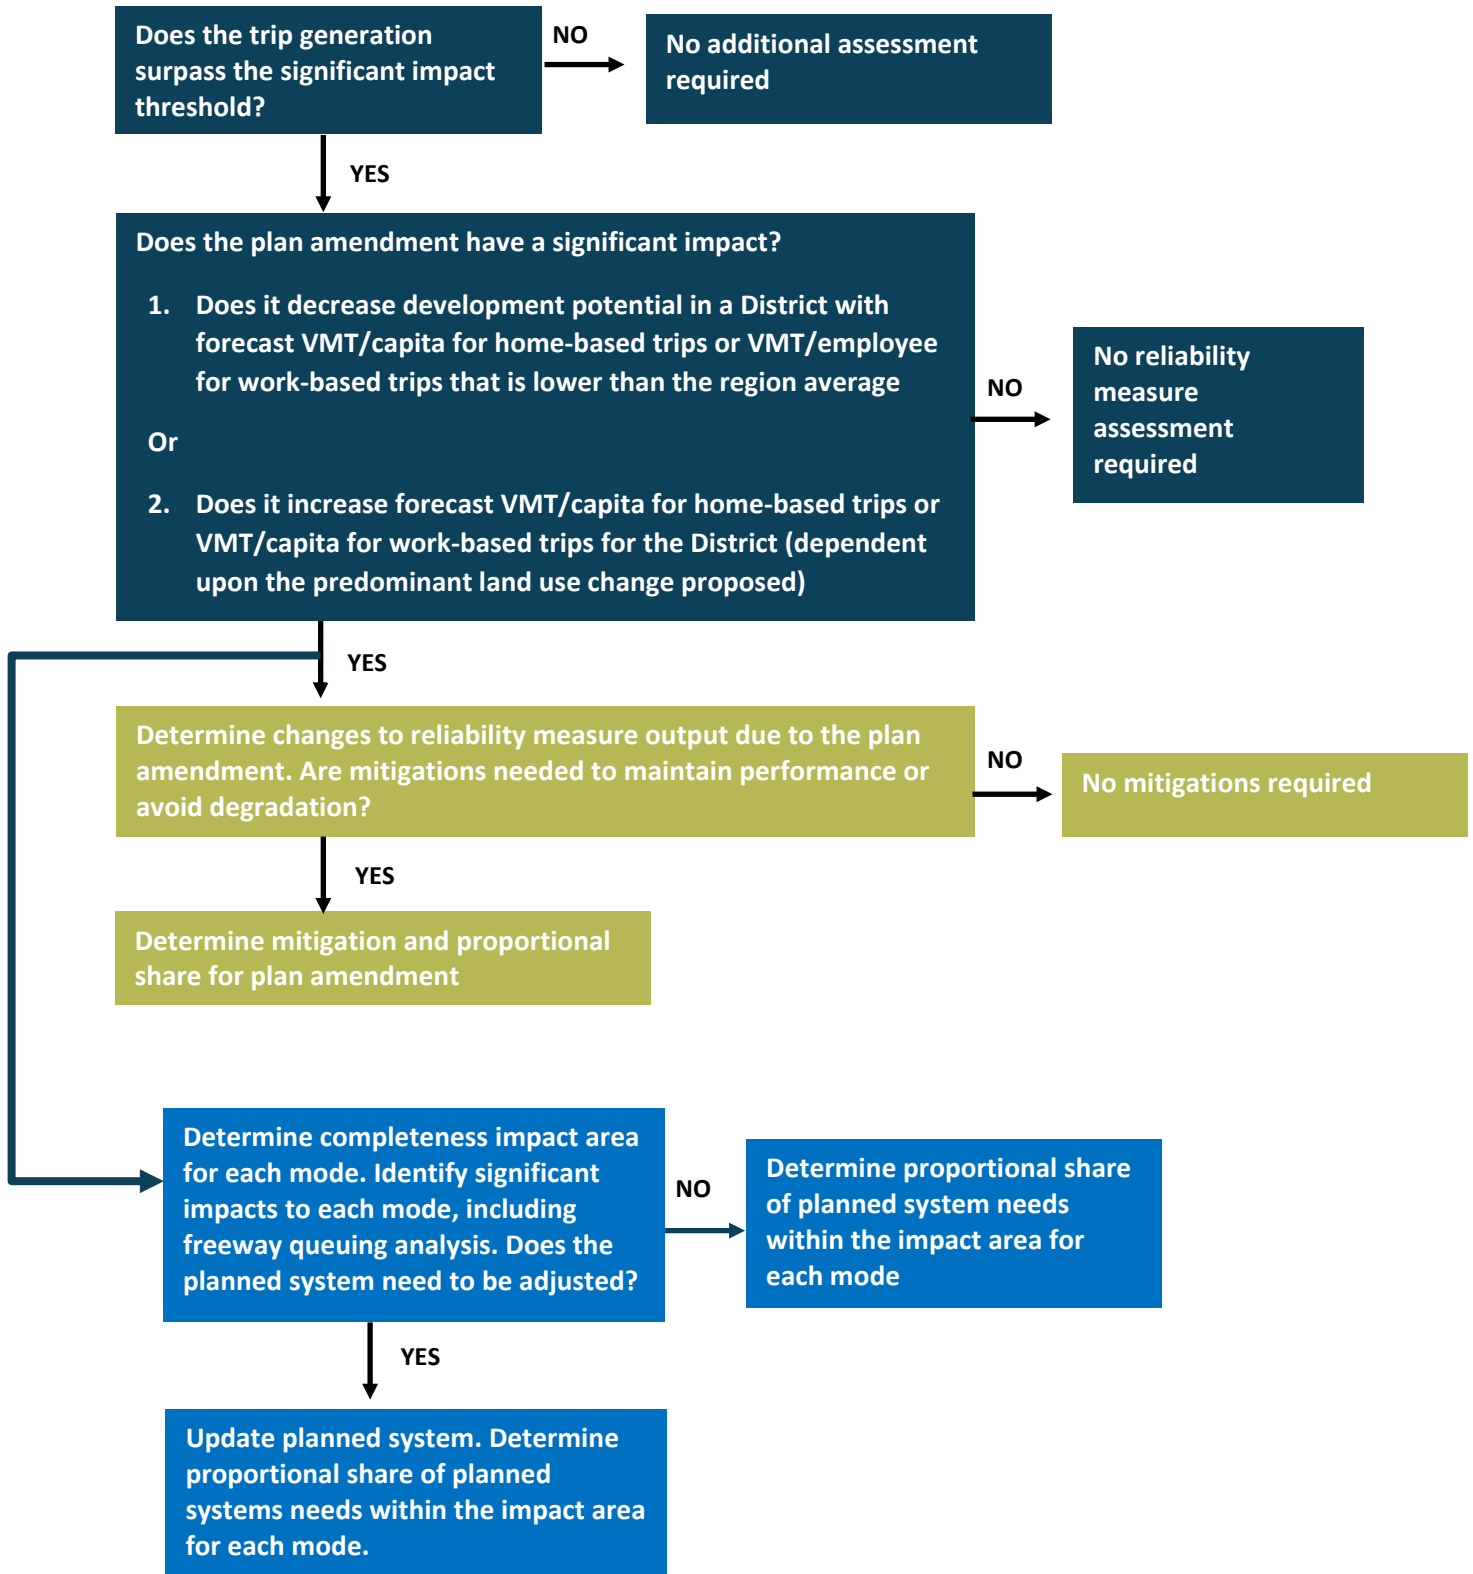 Does the trip generation
surpass the significant impact
threshold?
NO
No additional assessment
required
YES
Does the plan amendment have a significant impact?
1. Does it decrease development potential in a District with
forecast VMT/capita for home-based trips or VMT/employee
for work-based trips that is lower than the region average
Or
2. Does it increase forecast VMT/capita for home-based trips or
VMT/capita for work-based trips for the District (dependent
upon the predominant land use change proposed)
NO
No reliability
measure
assessment
required
YES
Determine changes to reliability measure output due to the plan
amendment. Are mitigations needed to maintain performance or
avoid degradation?
NO
No mitigations required
YES
Determine mitigation and proportional
share for plan amendment
Determine completeness impact area
for each mode. Identify significant
impacts to each mode, including
freeway queuing analysis. Does the
planned system need to be adjusted?
NO
Determine proportional share
of planned system needs
within the impact area for
each mode
YES
Update planned system. Determine
proportional share of planned
systems needs within the impact area
for each mode.